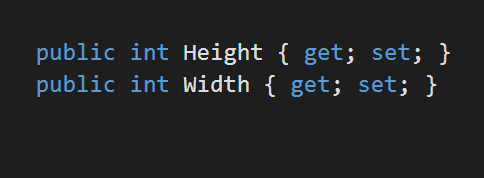 public int Height { get; set; }
public int Width { get; set; }